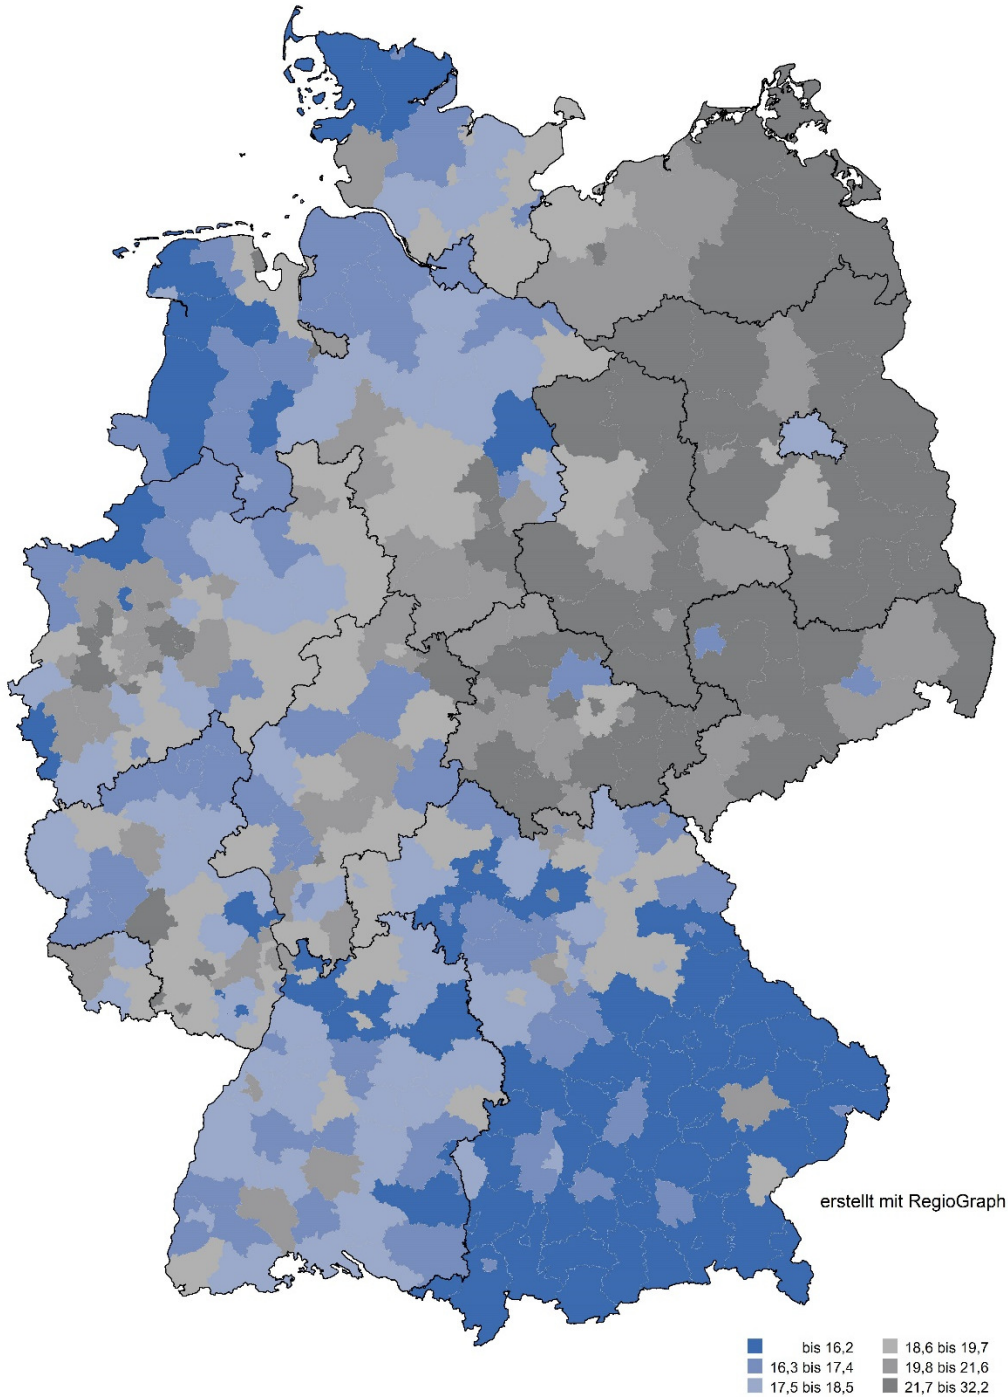 erstellt mit RegioGraph
bis 16,2
18,6 bis 19,7
16,3 bis 17,4
19,8 bis 21,6
17,5 bis 18,5
21,7 bis 32,2